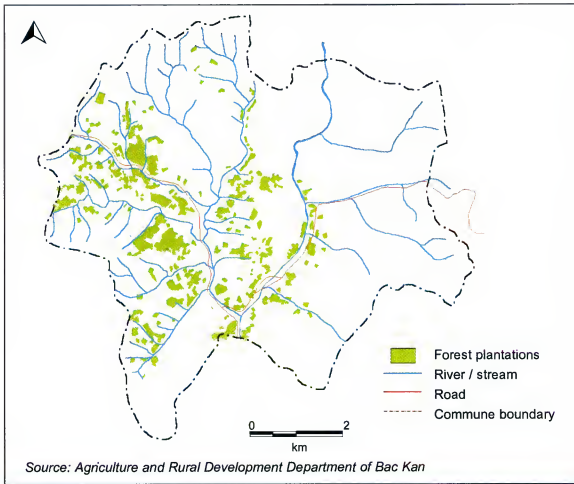 Forest plantations
River / stream
Road
Commune boundary
0 2
km
Source: Agriculture and Rural Development Department of Bac Kan